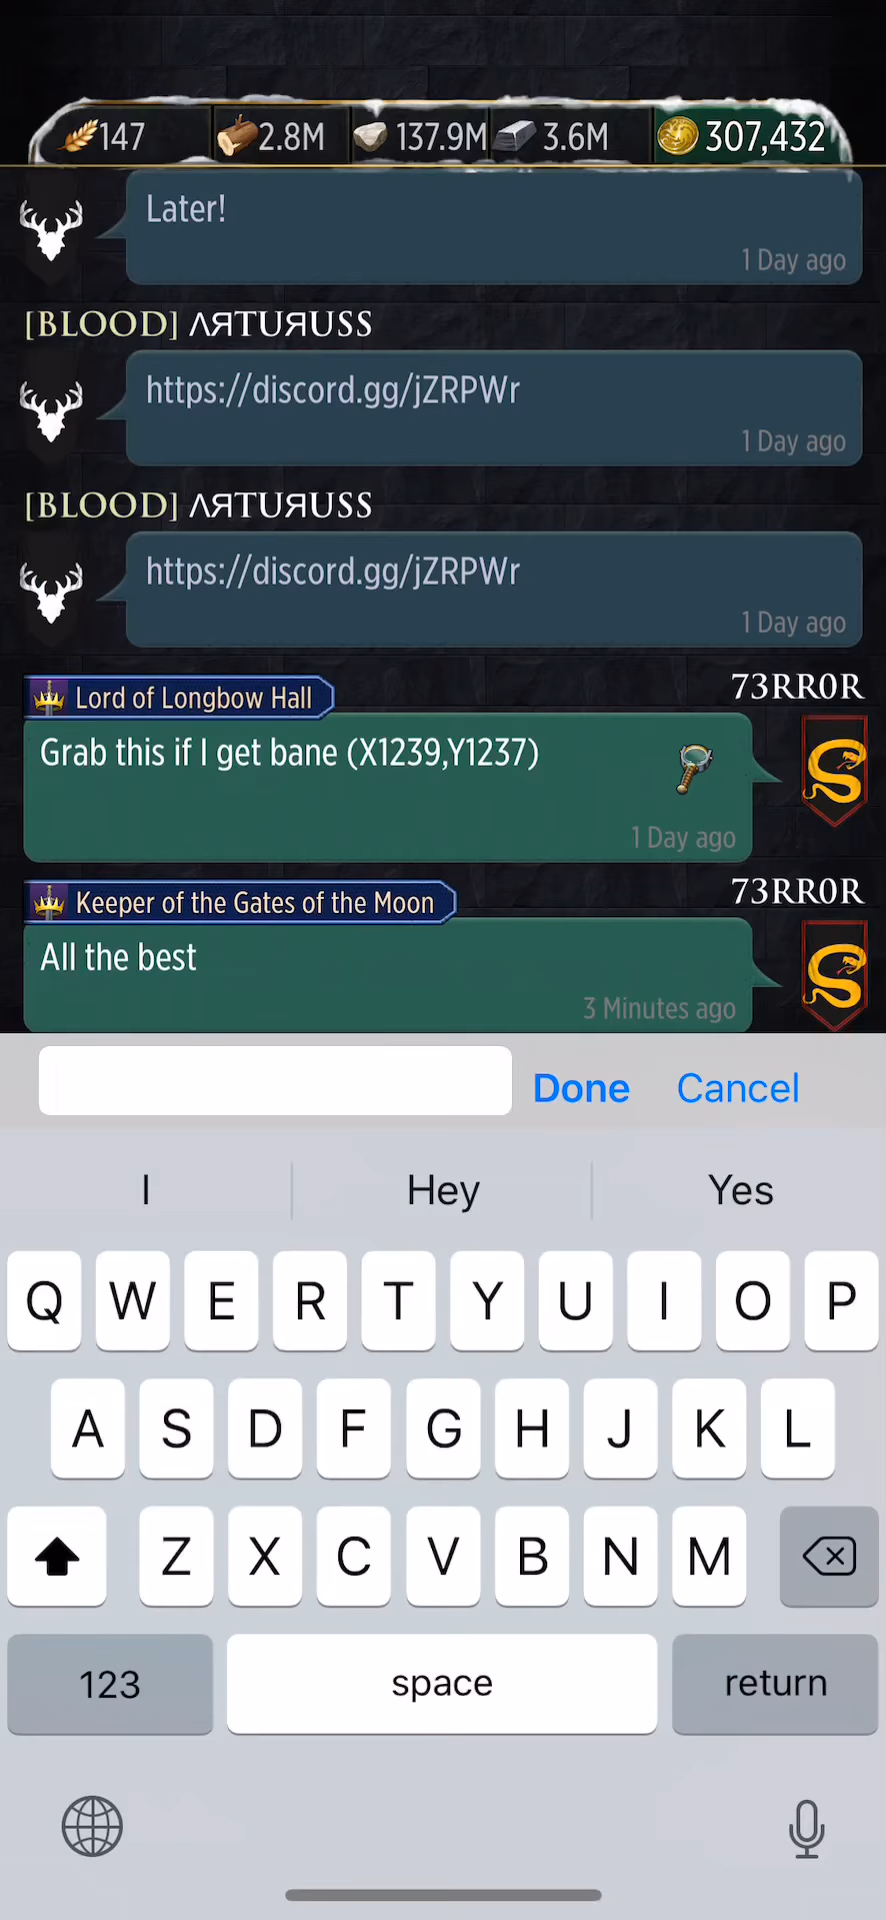 147 2.8M 137.9M 3.6M 307,432
Later!
1 Day ago
[BLOOD] ΛЯTUЯUSS
https://discord.gg/jZRPWr
1 Day ago
[BLOOD] ΛЯTUЯUSS
https://discord.gg/jZRPWr
1 Day ago
73RR0R
Lord of Longbow Hall
Grab this if I get bane (X1239,Y1237)
1 Day ago
73RR0R
Keeper of the Gates of the Moon
All the best
3 Minutes ago
Done Cancel
I Hey Yes
Q W E R T Y U I O P
A S D F G H J K L
Z X C V B N M
123 space return